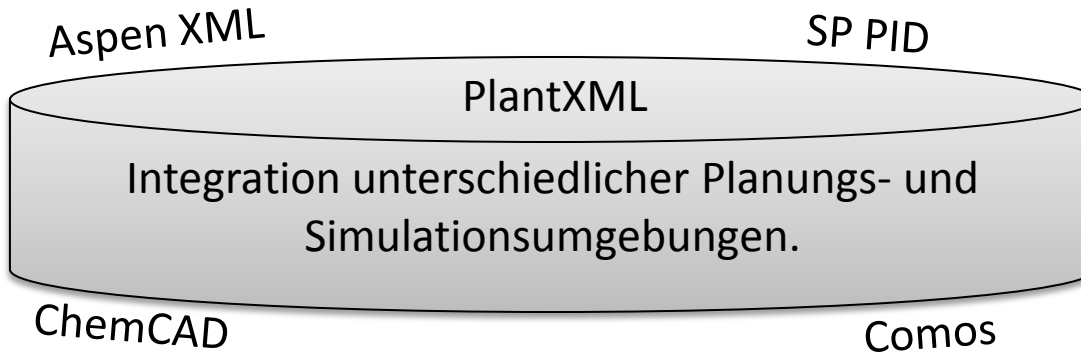 Aspen XML
SP PID
PlantXML
Integration unterschiedlicher Planungs- und
Simulationsumgebungen.
ChemCAD
Comos